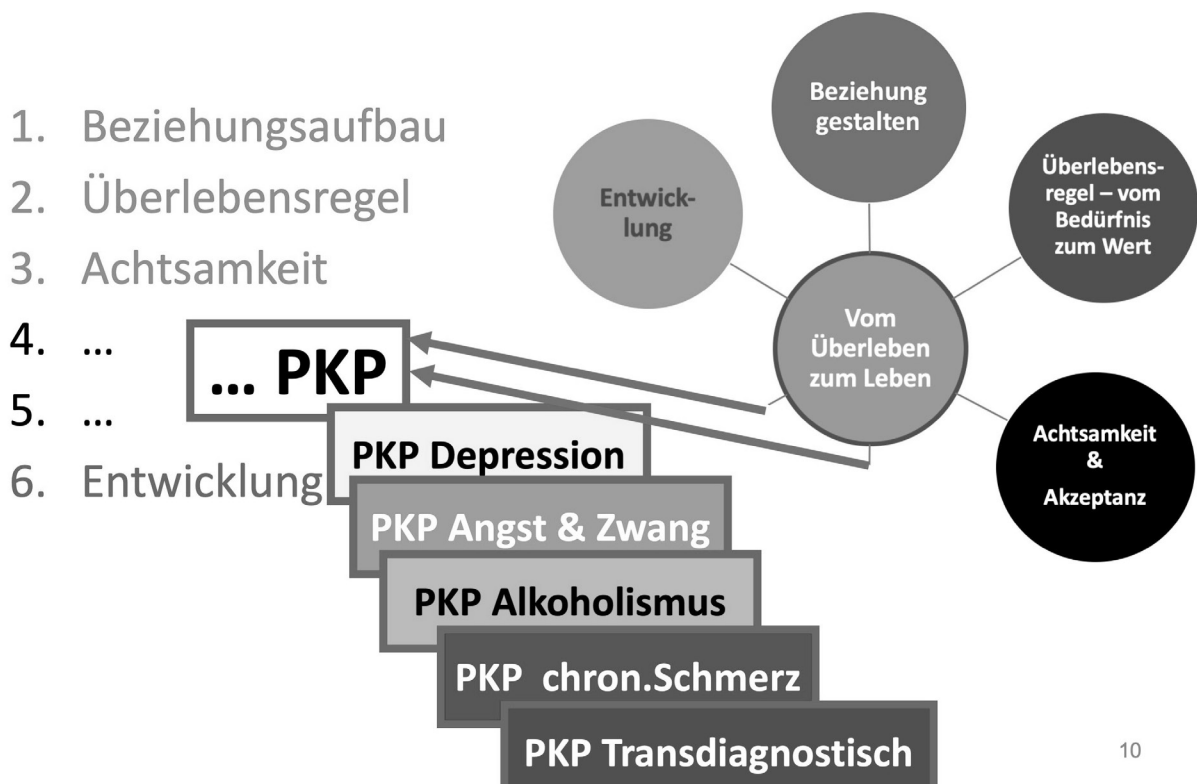 1. Beziehungsaufbau
2. Überlebensregel
3. Achtsamkeit
4. ...
5. ...
6. Entwicklung
... PKP
PKP Depression
PKP Angst & Zwang
PKP Alkoholismus
PKP chron.Schmerz
PKP Transdiagnostisch
Beziehung
gestalten
Entwick-
lung
Überlebens-
regel – vom
Bedürfnis
zum Wert
Vom
Überleben
zum Leben
Achtsamkeit
&
Akzeptanz
10